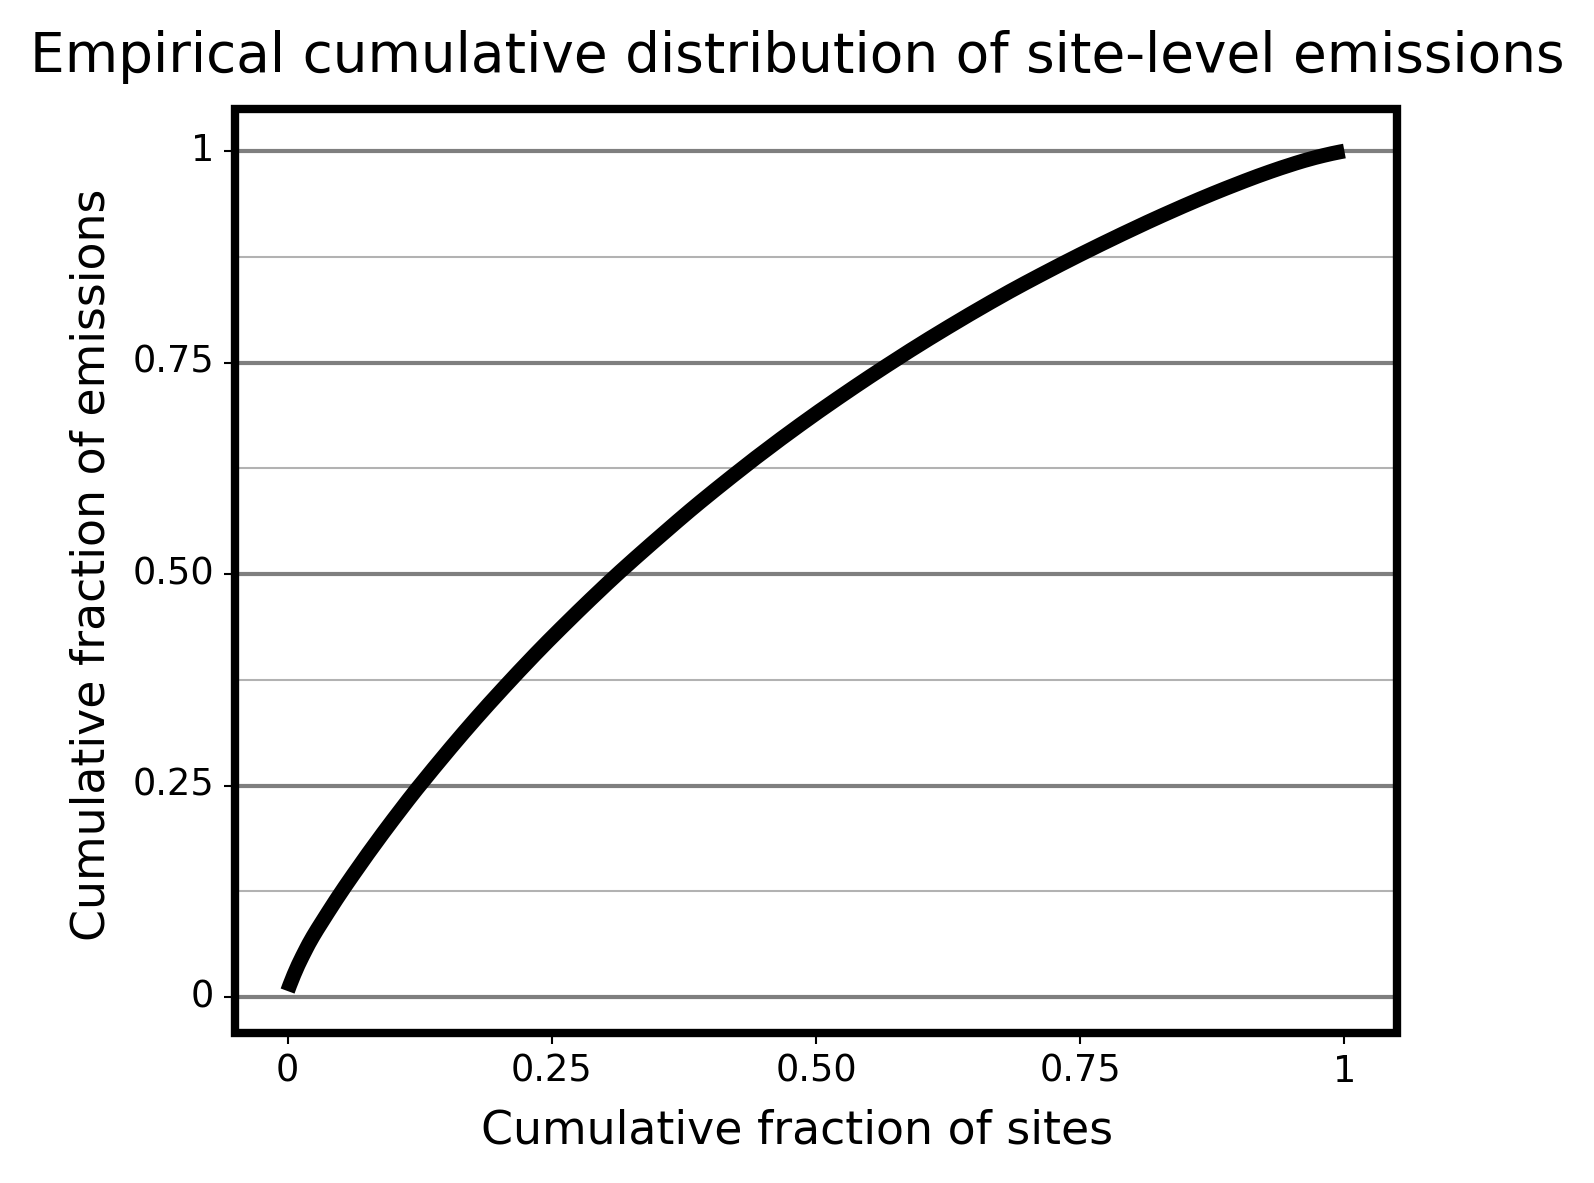 Empirical cumulative distribution of site-level emissions
Cumulative fraction of emissions
1
0.75
0.50
0.25
0
0 0.25 0.50 0.75 1
Cumulative fraction of sites